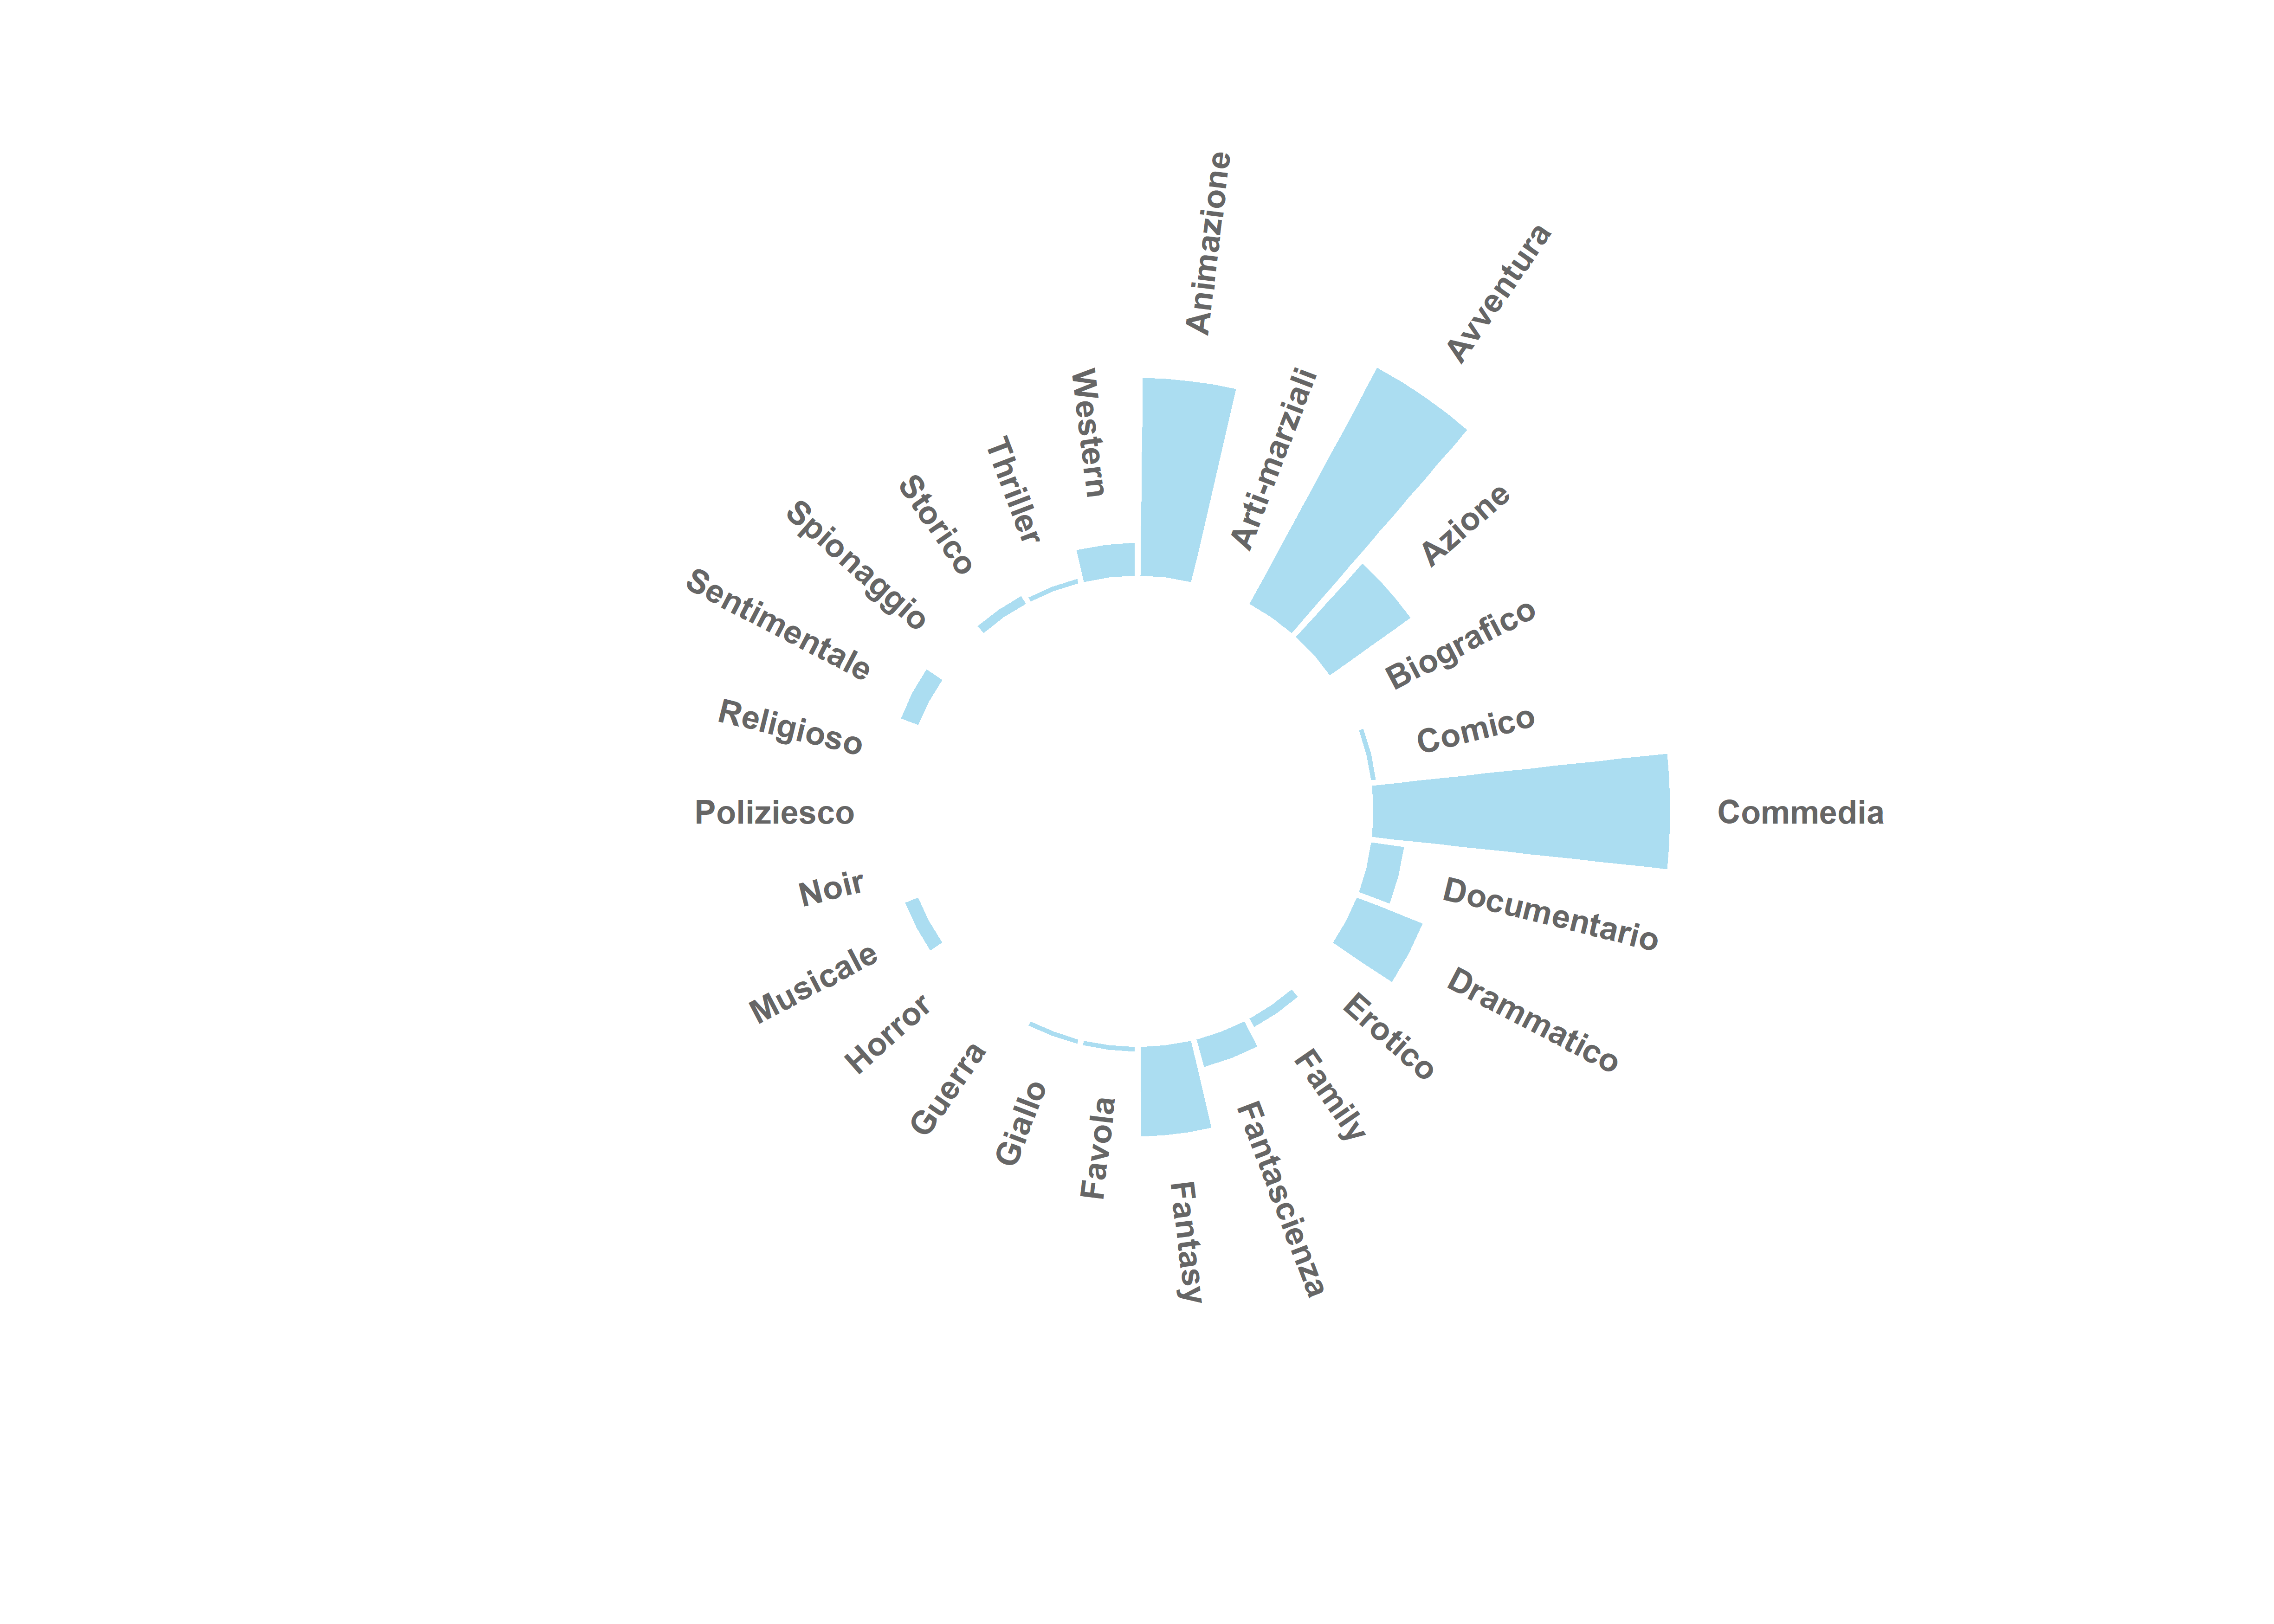 Animazione
Arti-marziali
Avventura
Azione
Biografico
Comico
Commedia
Documentario
Drammatico
Erotico
Family
Fantascienza
Fantasy
Favola
Giallo
Guerra
Horror
Musicale
Noir
Poliziesco
Religioso
Sentimentale
Spionaggio
Storico
Thriller
Western